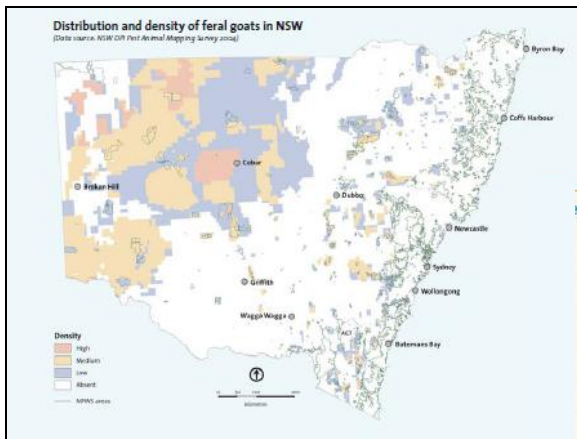 Distribution and density of feral goats in NSW
(Data source: NSW DPI Pest Animal Mapping Survey 2004)
Byron Bay
Coffs Harbour
Cobar
Broken Hill
Dubbo
Newcastle
Sydney
Griffith
Wollongong
Wagga Wagga
ACT
Batemans Bay
Density
High
Medium
Low
Absent
NPWS areas
kilometres